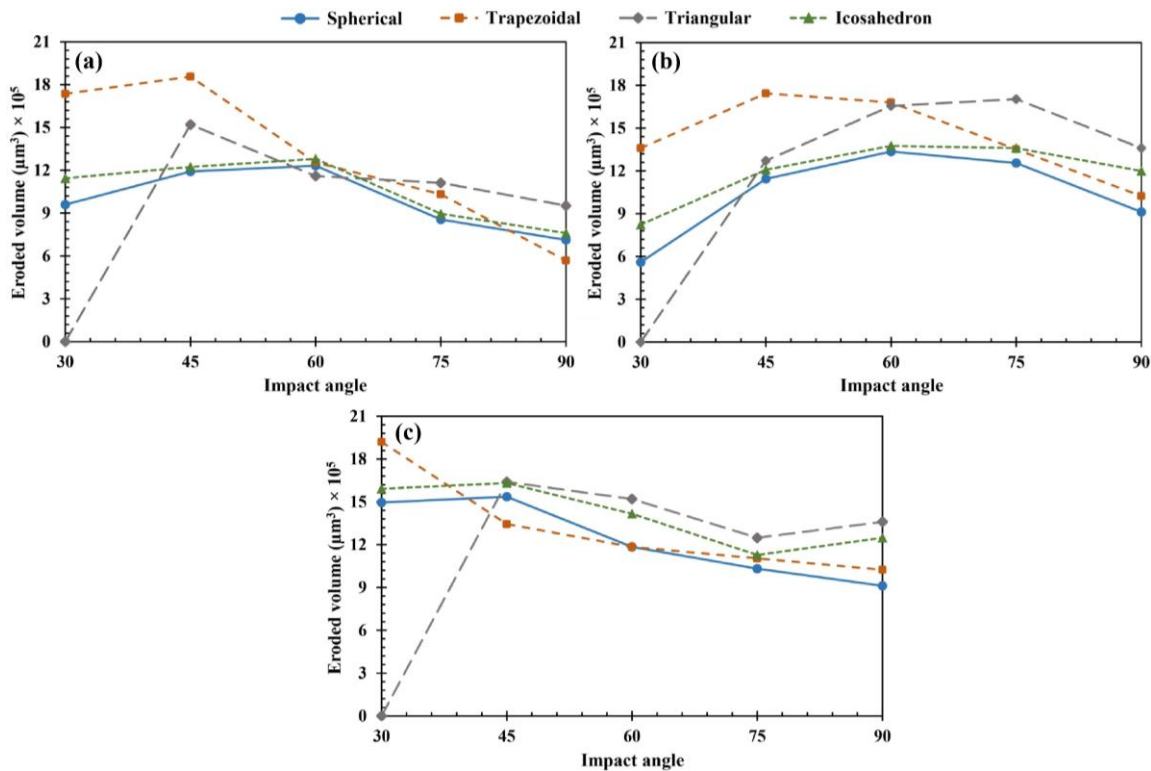 Spherical Trapezoidal Triangular Icosahedron
(a)
Eroded volume (µm³) × 10⁵
21
18
15
12
9
6
3
0
30 45 60 75 90
Impact angle
(b)
Eroded volume (µm³) × 10⁵
21
18
15
12
9
6
3
0
30 45 60 75 90
Impact angle
(c)
Eroded volume (µm³) × 10⁵
21
18
15
12
9
6
3
0
30 45 60 75 90
Impact angle